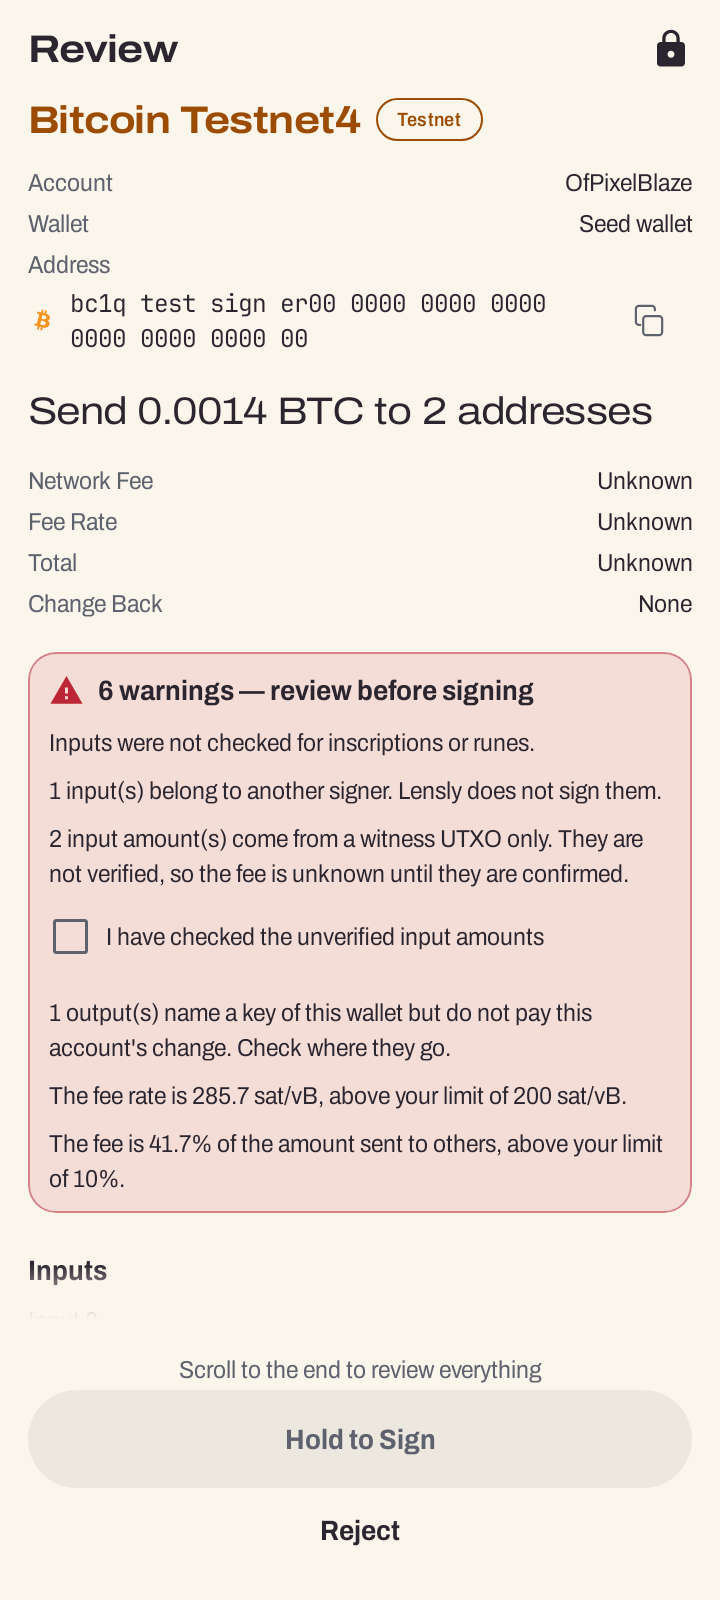 Review
Bitcoin Testnet4
Testnet
Account
OfPixelBlaze
Wallet
Seed wallet
Address
bc1q test sign er00 0000 0000 0000
0000 0000 0000 00
Send 0.0014 BTC to 2 addresses
Network Fee
Unknown
Fee Rate
Unknown
Total
Unknown
Change Back
None
6 warnings — review before signing
Inputs were not checked for inscriptions or runes.
1 input(s) belong to another signer. Lensly does not sign them.
2 input amount(s) come from a witness UTXO only. They are
not verified, so the fee is unknown until they are confirmed.
I have checked the unverified input amounts
1 output(s) name a key of this wallet but do not pay this
account's change. Check where they go.
The fee rate is 285.7 sat/vB, above your limit of 200 sat/vB.
The fee is 41.7% of the amount sent to others, above your limit
of 10%.
Inputs
Scroll to the end to review everything
Hold to Sign
Reject